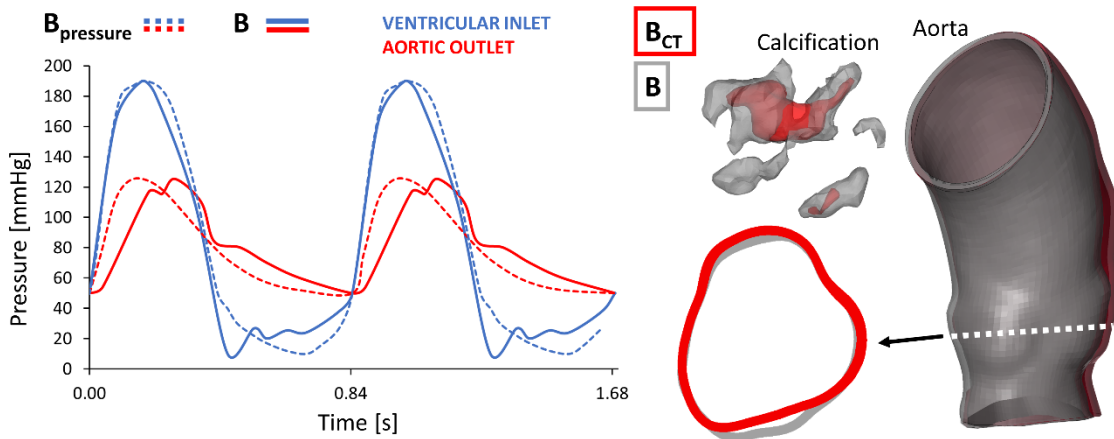 B_pressure B VENTRICULAR INLET
AORTIC OUTLET
Pressure [mmHg]
200
180
160
140
120
100
80
60
40
20
0
0.00 0.84 1.68
Time [s]
B_CT
B
Calcification
Aorta